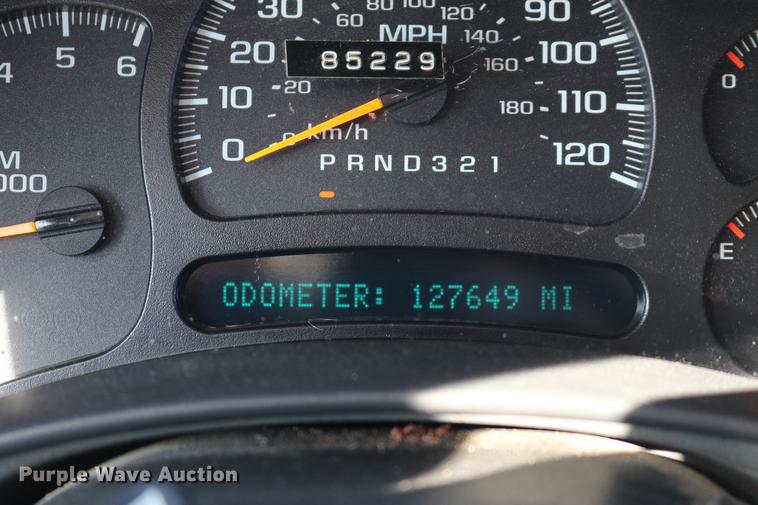 30 60 80 100 120 90
5
4 6
MPH 140
20 85229 100
160
-20
10 180 110
0 0 km/h
0 PRND321 120
M
000
E
ODOMETER: 127649 MI
Purple Wave Auction